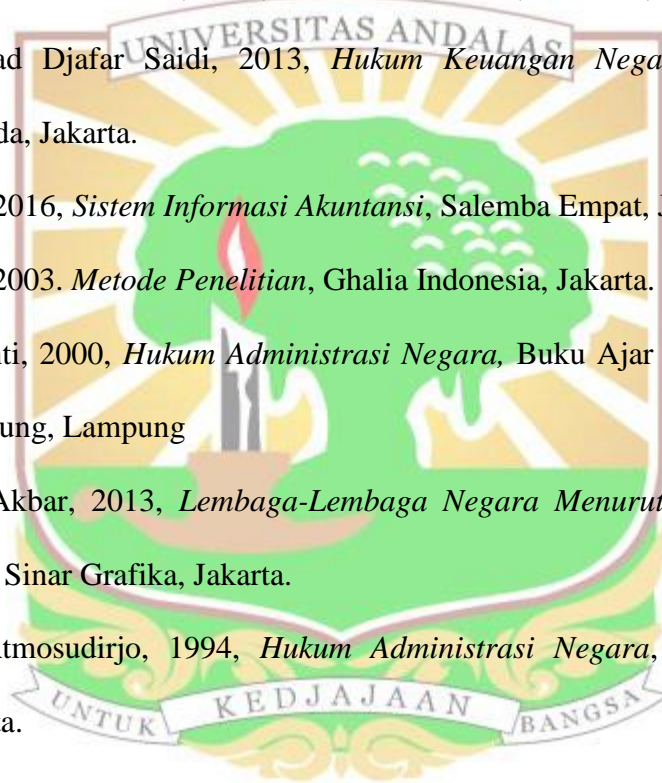 UNIVERSITAS ANDALAS
ad Djafar Saidi, 2013, Hukum Keuangan Nega
da, Jakarta.
2016, Sistem Informasi Akuntansi, Salemba Empat, J
2003. Metode Penelitian, Ghalia Indonesia, Jakarta.
nti, 2000, Hukum Administrasi Negara, Buku Ajar
ung, Lampung
Akbar, 2013, Lembaga-Lembaga Negara Menurut
Sinar Grafika, Jakarta.
tmosudirjo, 1994, Hukum Administrasi Negara,
ta.
UNTUK KEDJAJAAN BANGSA